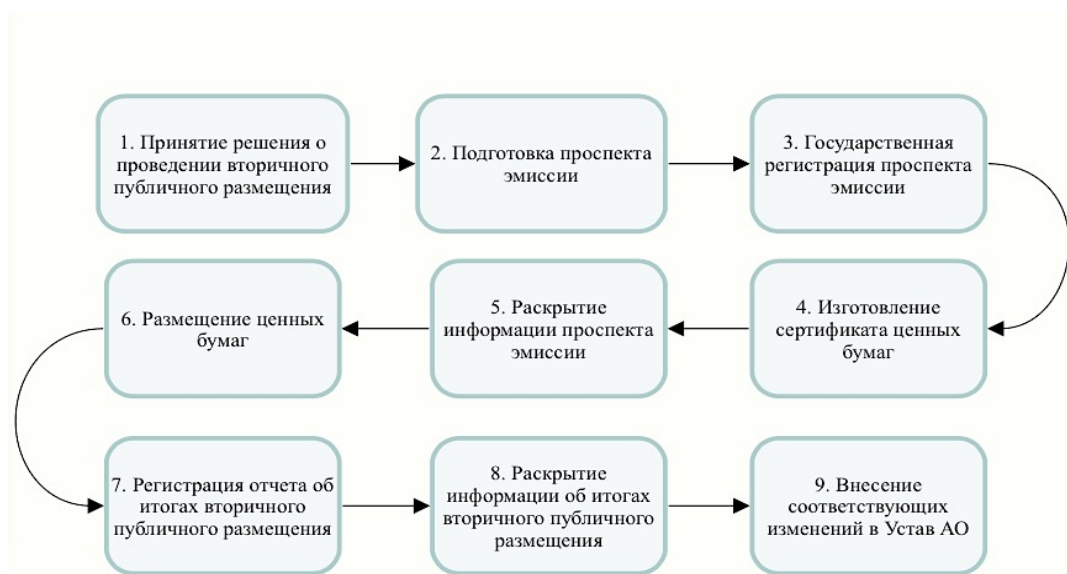 1. Принятие решения о
проведении вторичного
публичного размещения
2. Подготовка проспекта
эмиссии
3. Государственная
регистрация проспекта
эмиссии
4. Изготовление
сертификата ценных
бумаг
5. Раскрытие
информации проспекта
эмиссии
6. Размещение ценных
бумаг
7. Регистрация отчета об
итогах вторичного
публичного размещения
8. Раскрытие
информации об итогах
вторичного публичного
размещения
9. Внесение
соответствующих
изменений в Устав АО